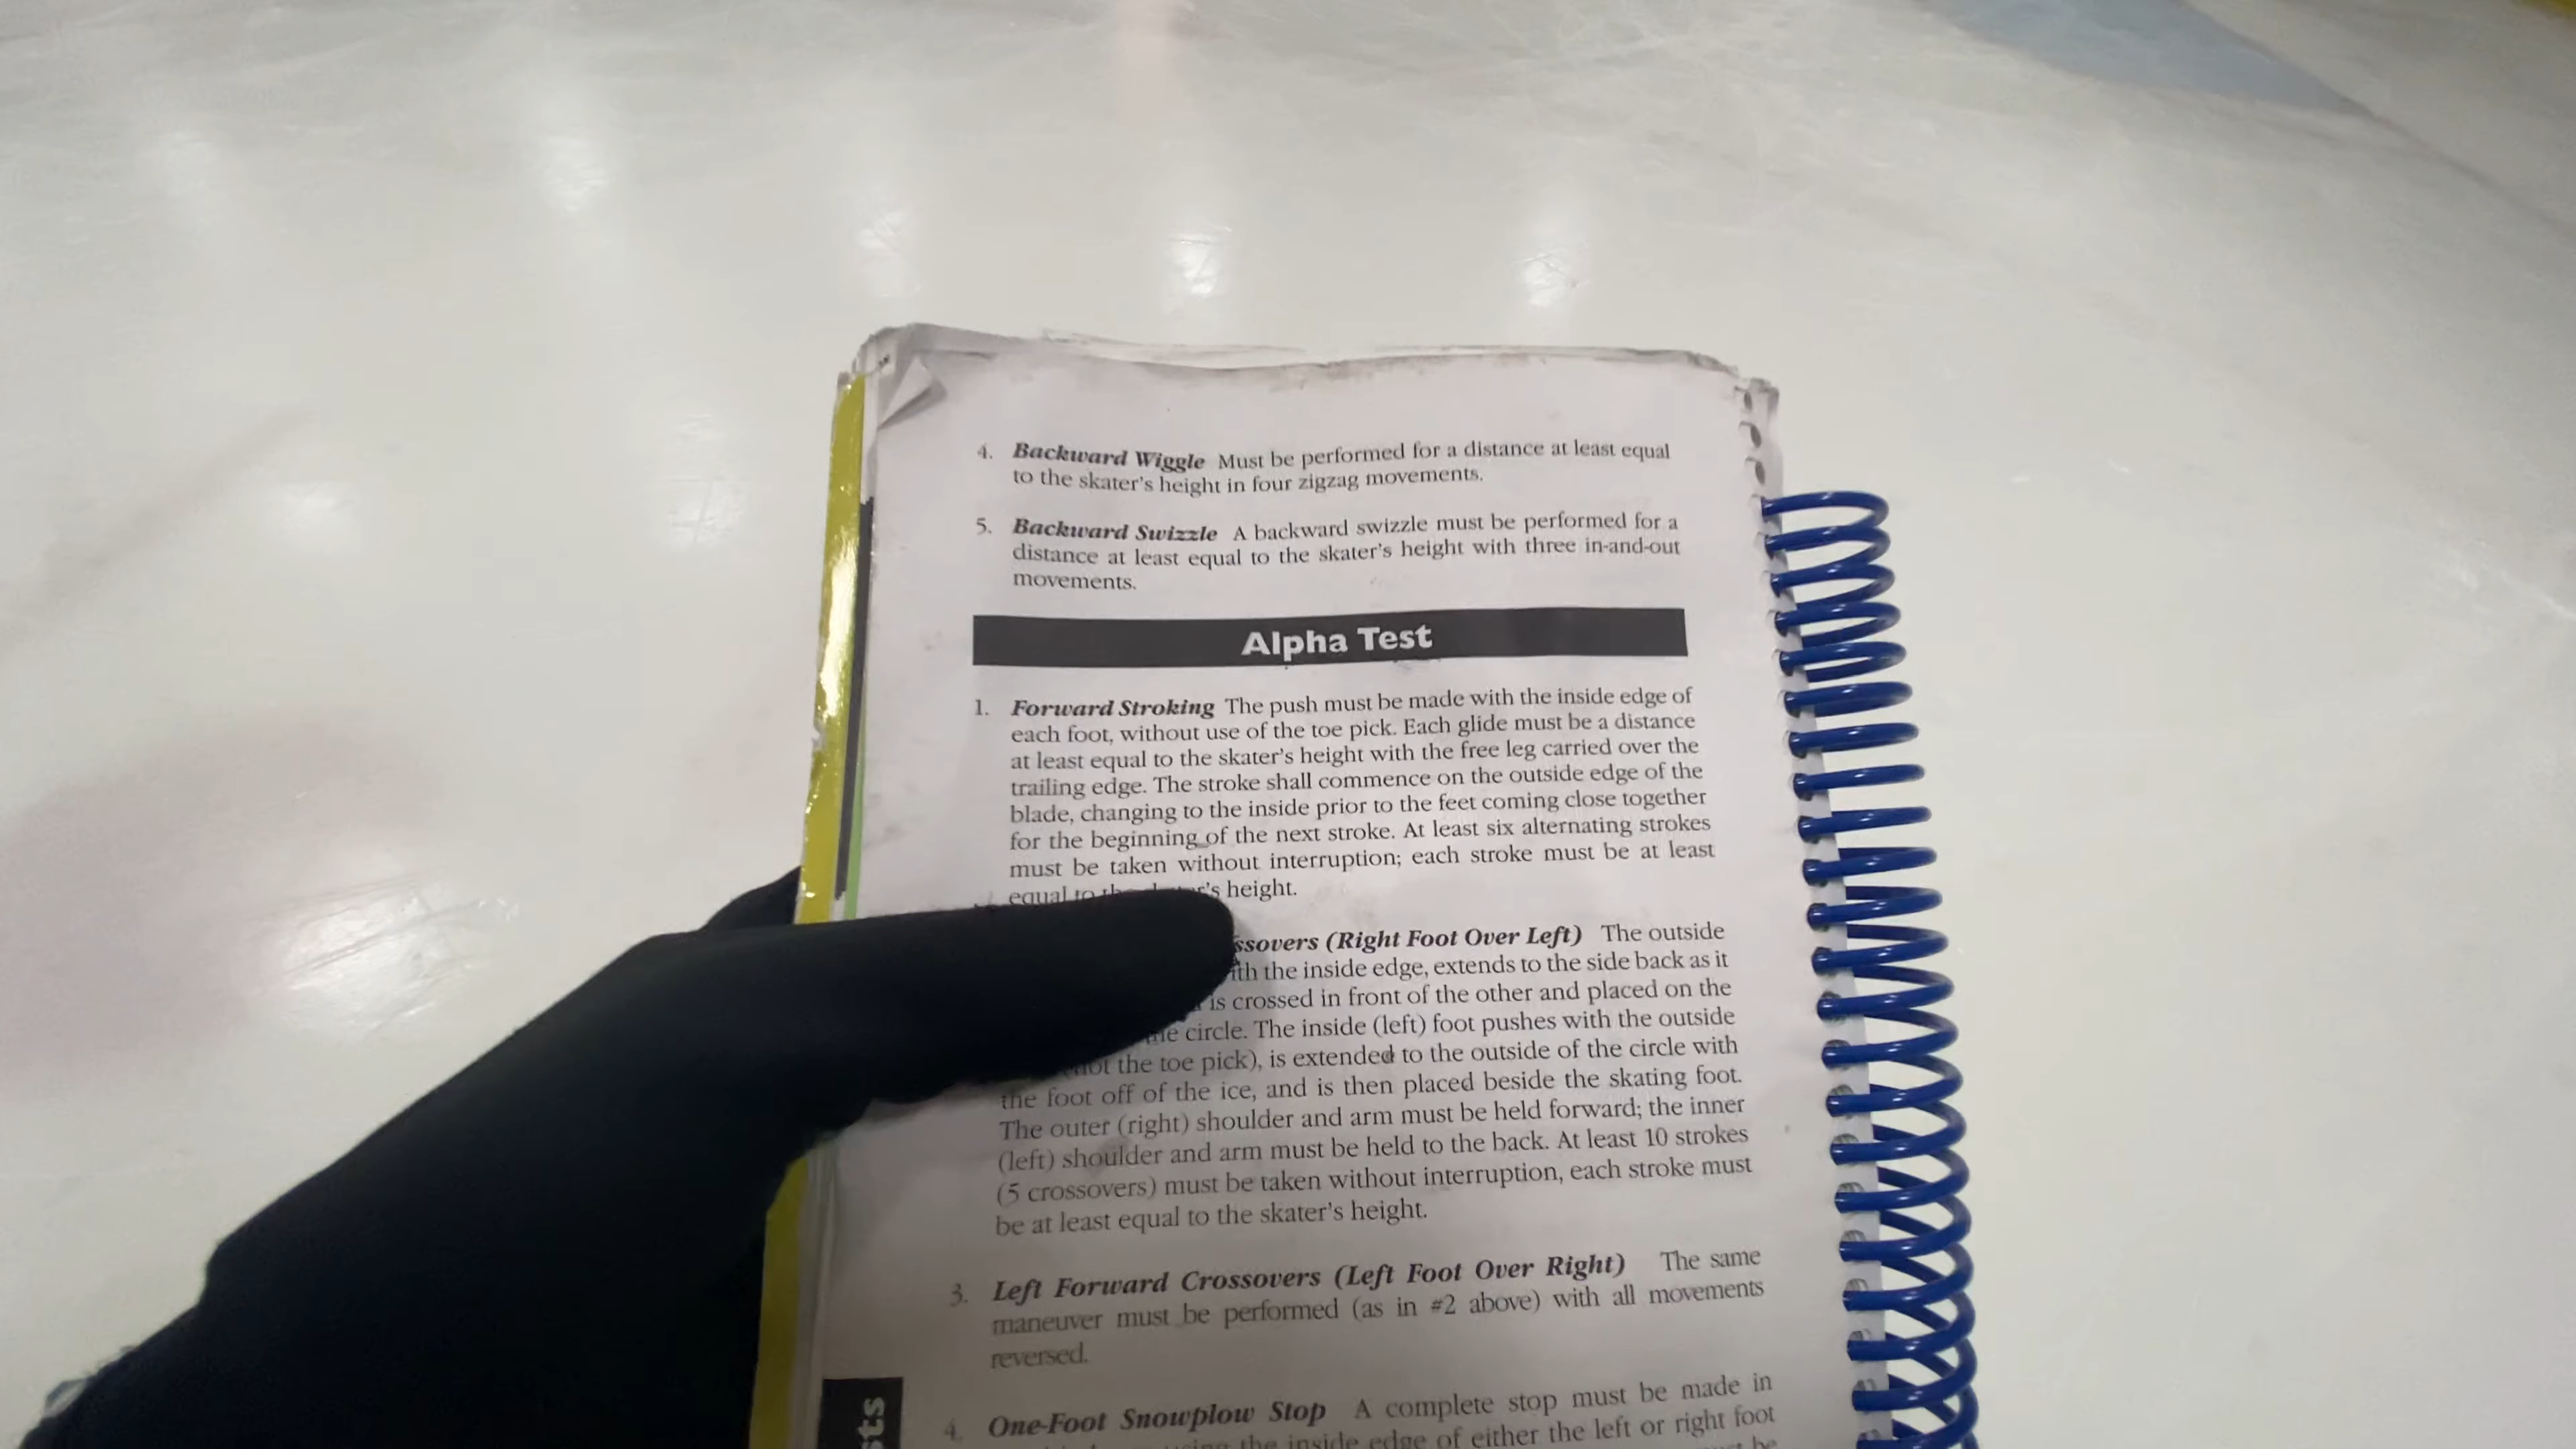 4. Backward Wiggle Must be performed for a distance at least equal
to the skater's height in four zigzag movements.
5. Backward Swizzle A backward swizzle must be performed for a
distance at least equal to the skater's height with three in-and-out
movements.
Alpha Test
1. Forward Stroking The push must be made with the inside edge of
each foot, without use of the toe pick. Each glide must be a distance
at least equal to the skater's height with the free leg carried over the
trailing edge. The stroke shall commence on the outside edge of the
blade, changing to the inside prior to the feet coming close together
for the beginning of the next stroke. At least six alternating strokes
must be taken without interruption; each stroke must be at least
equal to height.
(Right Foot Over Left) The outside
the inside edge, extends to the side back as it
is crossed in front of the other and placed on the
circle. The inside (left) foot pushes with the outside
the toe pick), is extended to the outside of the circle with
the foot off of the ice, and is then placed beside the skating foot.
The outer (right) shoulder and arm must be held forward; the inner
(left) shoulder and arm must be held to the back. At least 10 strokes
(5 crossovers) must be taken without interruption, each stroke must
be at least equal to the skater's height.
3. Left Forward Crossovers (Left Foot Over Right) The same
maneuver must be performed (as in #2 above) with all movements
reversed.
4. One-Foot Snowplow Stop A complete stop must be made in
the inside edge of either the left or right foot
be